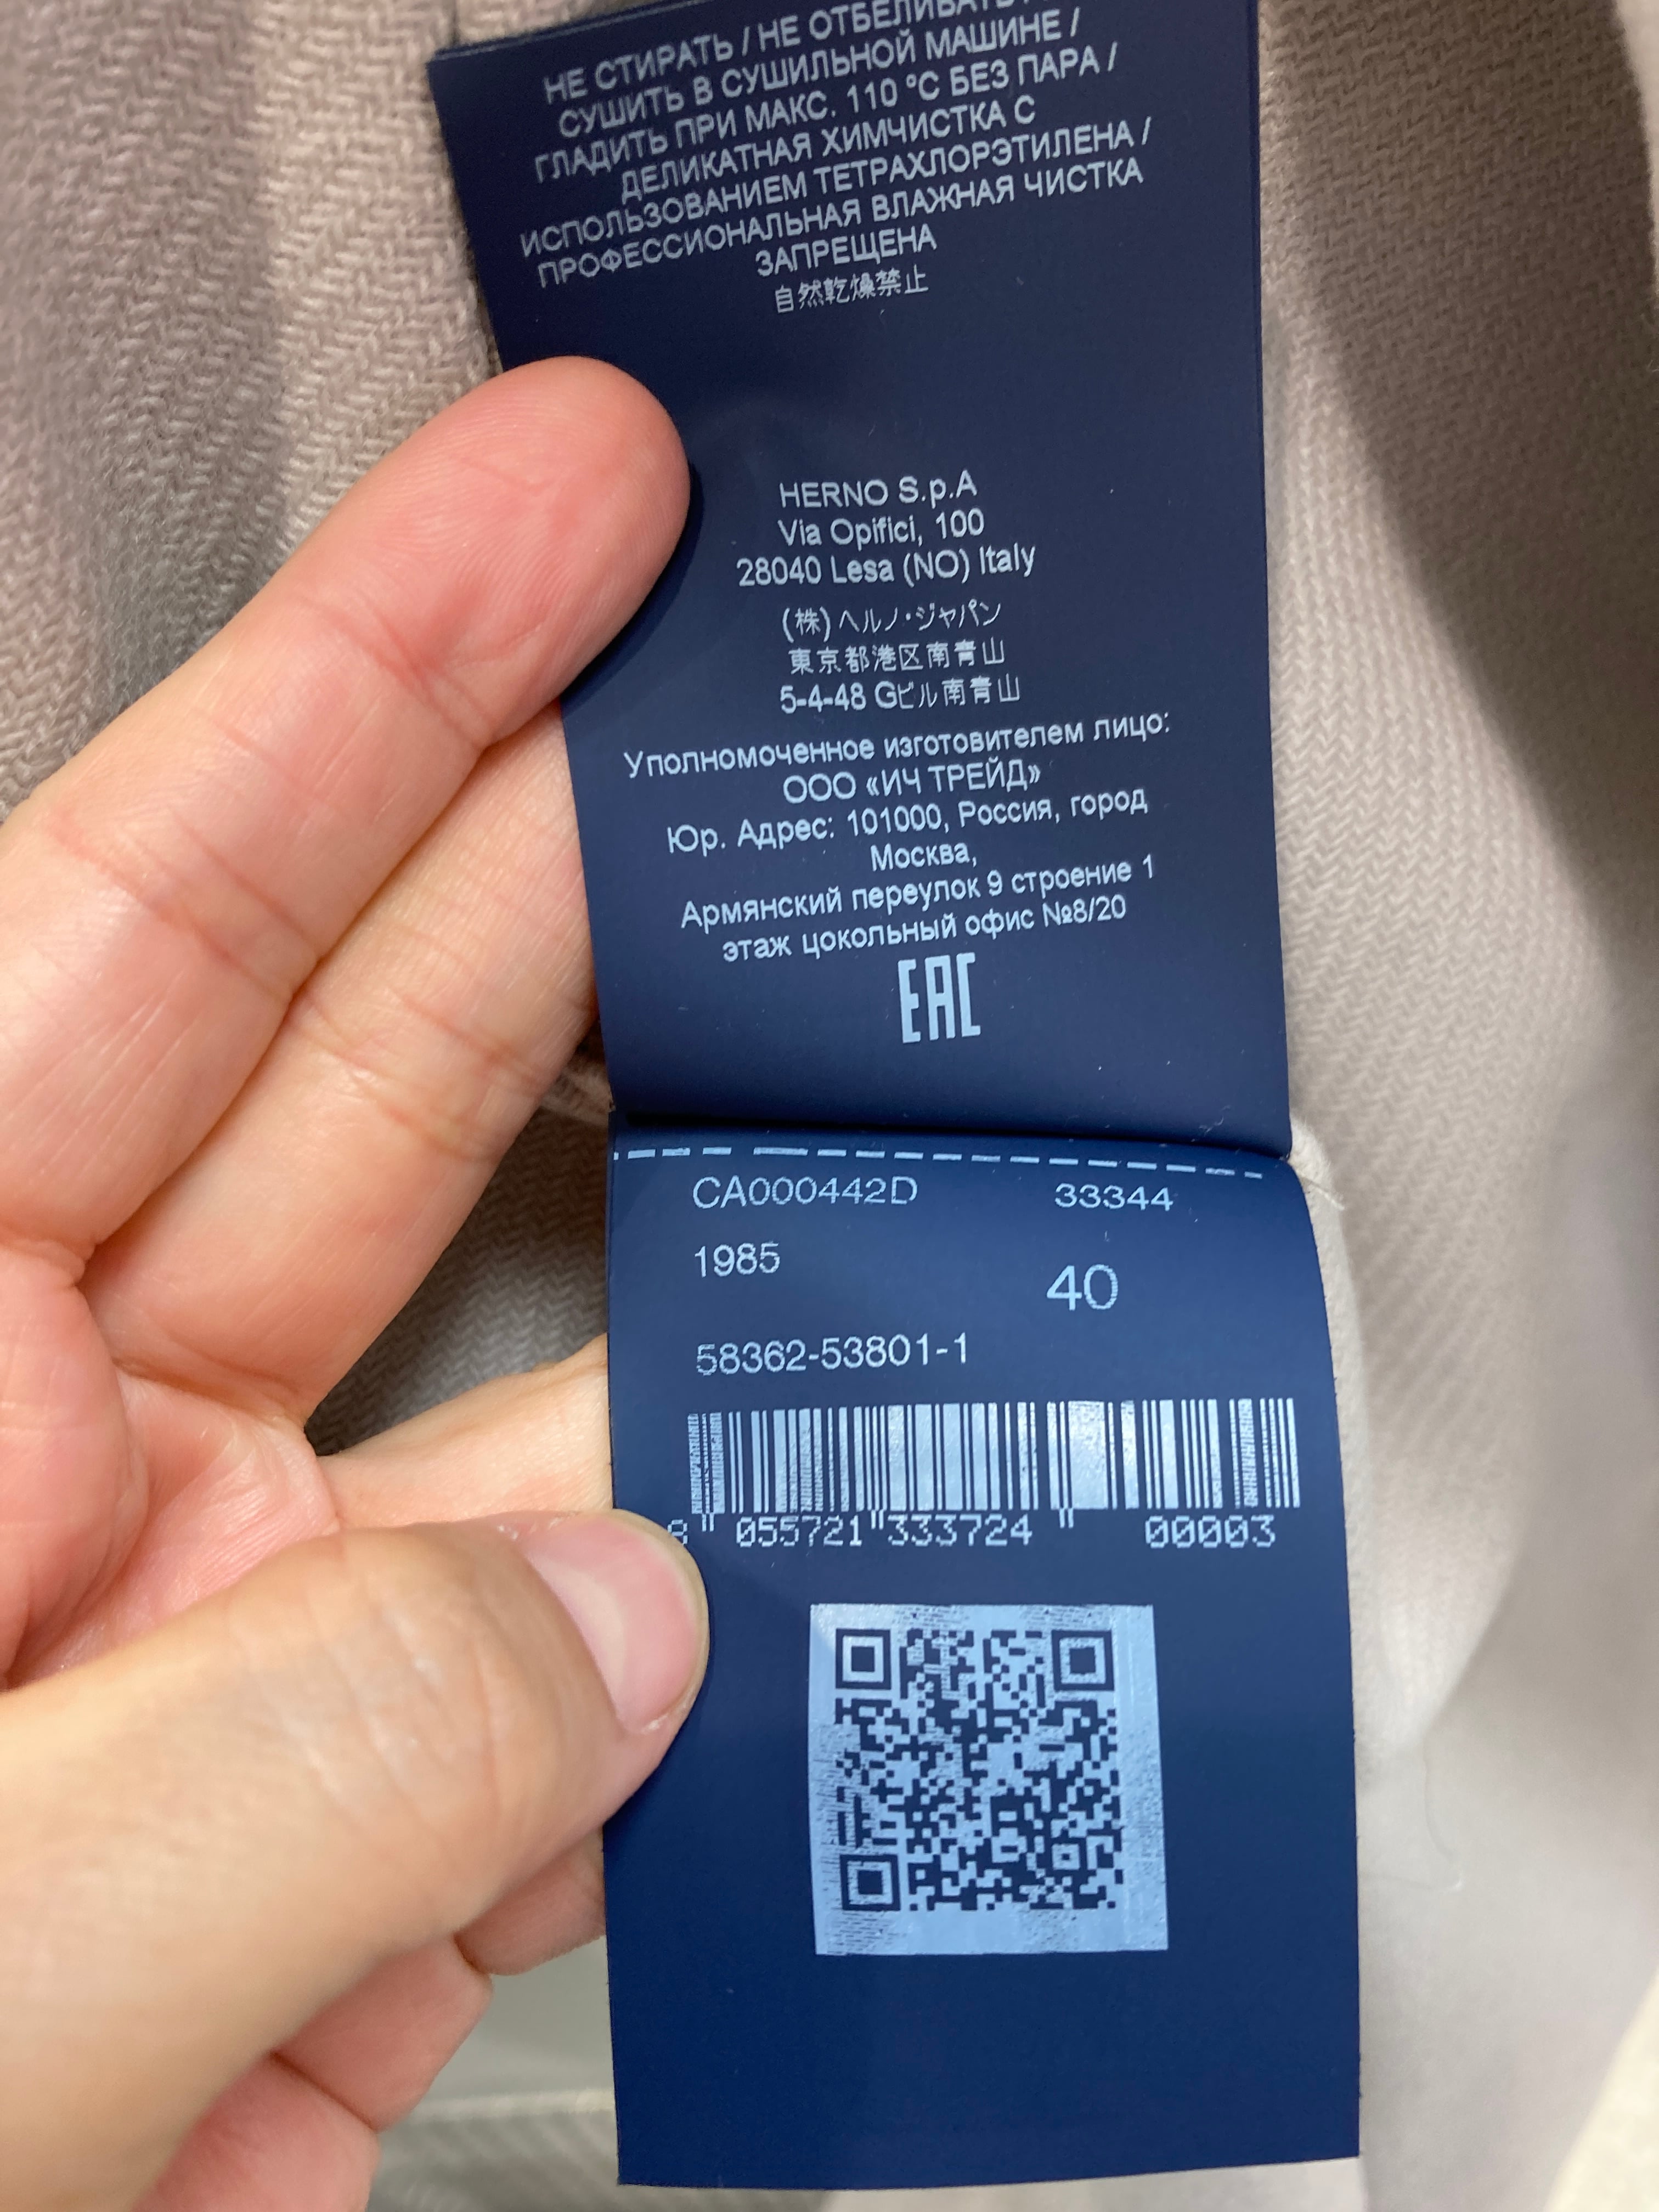 НЕ СТИРАТЬ / НЕ ОТБЕЛИВАТЬ
СУШИТЬ В СУШИЛЬНОЙ МАШИНЕ /
ГЛАДИТЬ ПРИ МАКС. 110 °C БЕЗ ПАРА /
ДЕЛИКАТНАЯ ХИМЧИСТКА С
ИСПОЛЬЗОВАНИЕМ ТЕТРАХЛОРЭТИЛЕНА /
ПРОФЕССИОНАЛЬНАЯ ВЛАЖНАЯ ЧИСТКА
ЗАПРЕЩЕНА
自然乾燥禁止
HERNO S.p.A
Via Opifici, 100
28040 Lesa (NO) Italy
(株)ヘルノ・ジャパン
東京都港区南青山
5-4-48 Gビル南青山
Уполномоченное изготовителем лицо:
ООО «ИЧ ТРЕЙД»
Юр. Адрес: 101000, Россия, город
Москва,
Армянский переулок 9 строение 1
этаж цокольный офис №8/20
EAC
CA000442D 33344
1985 40
58362-53801-1
8 055721 333724 00003